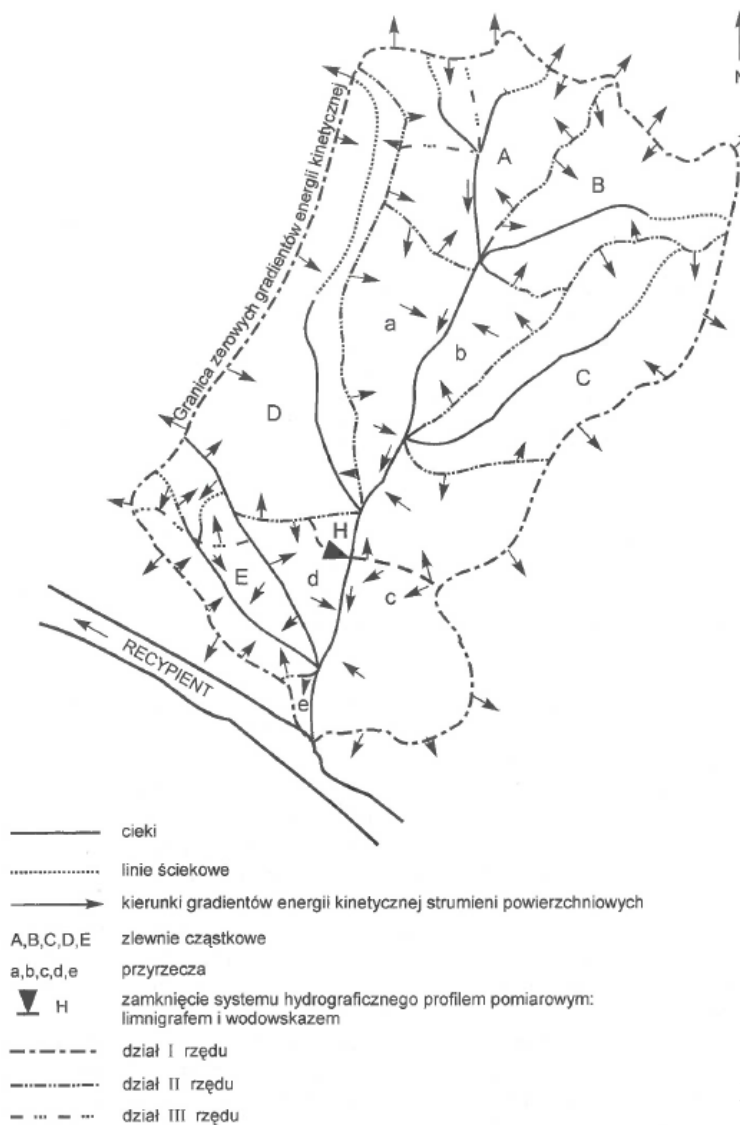 N
Granica zerowych gradientów energii kinetycznej
A
B
a
b
C
D
H
d
c
E
e
RECYPIENT
cieki
linie ściekowe
kierunki gradientów energii kinetycznej strumieni powierzchniowych
A,B,C,D,E zlewnie cząstkowe
a,b,c,d,e przyrzecza
H zamknięcie systemu hydrograficznego profilem pomiarowym:
limnigrafem i wodowskazem
dział I rzędu
dział II rzędu
dział III rzędu